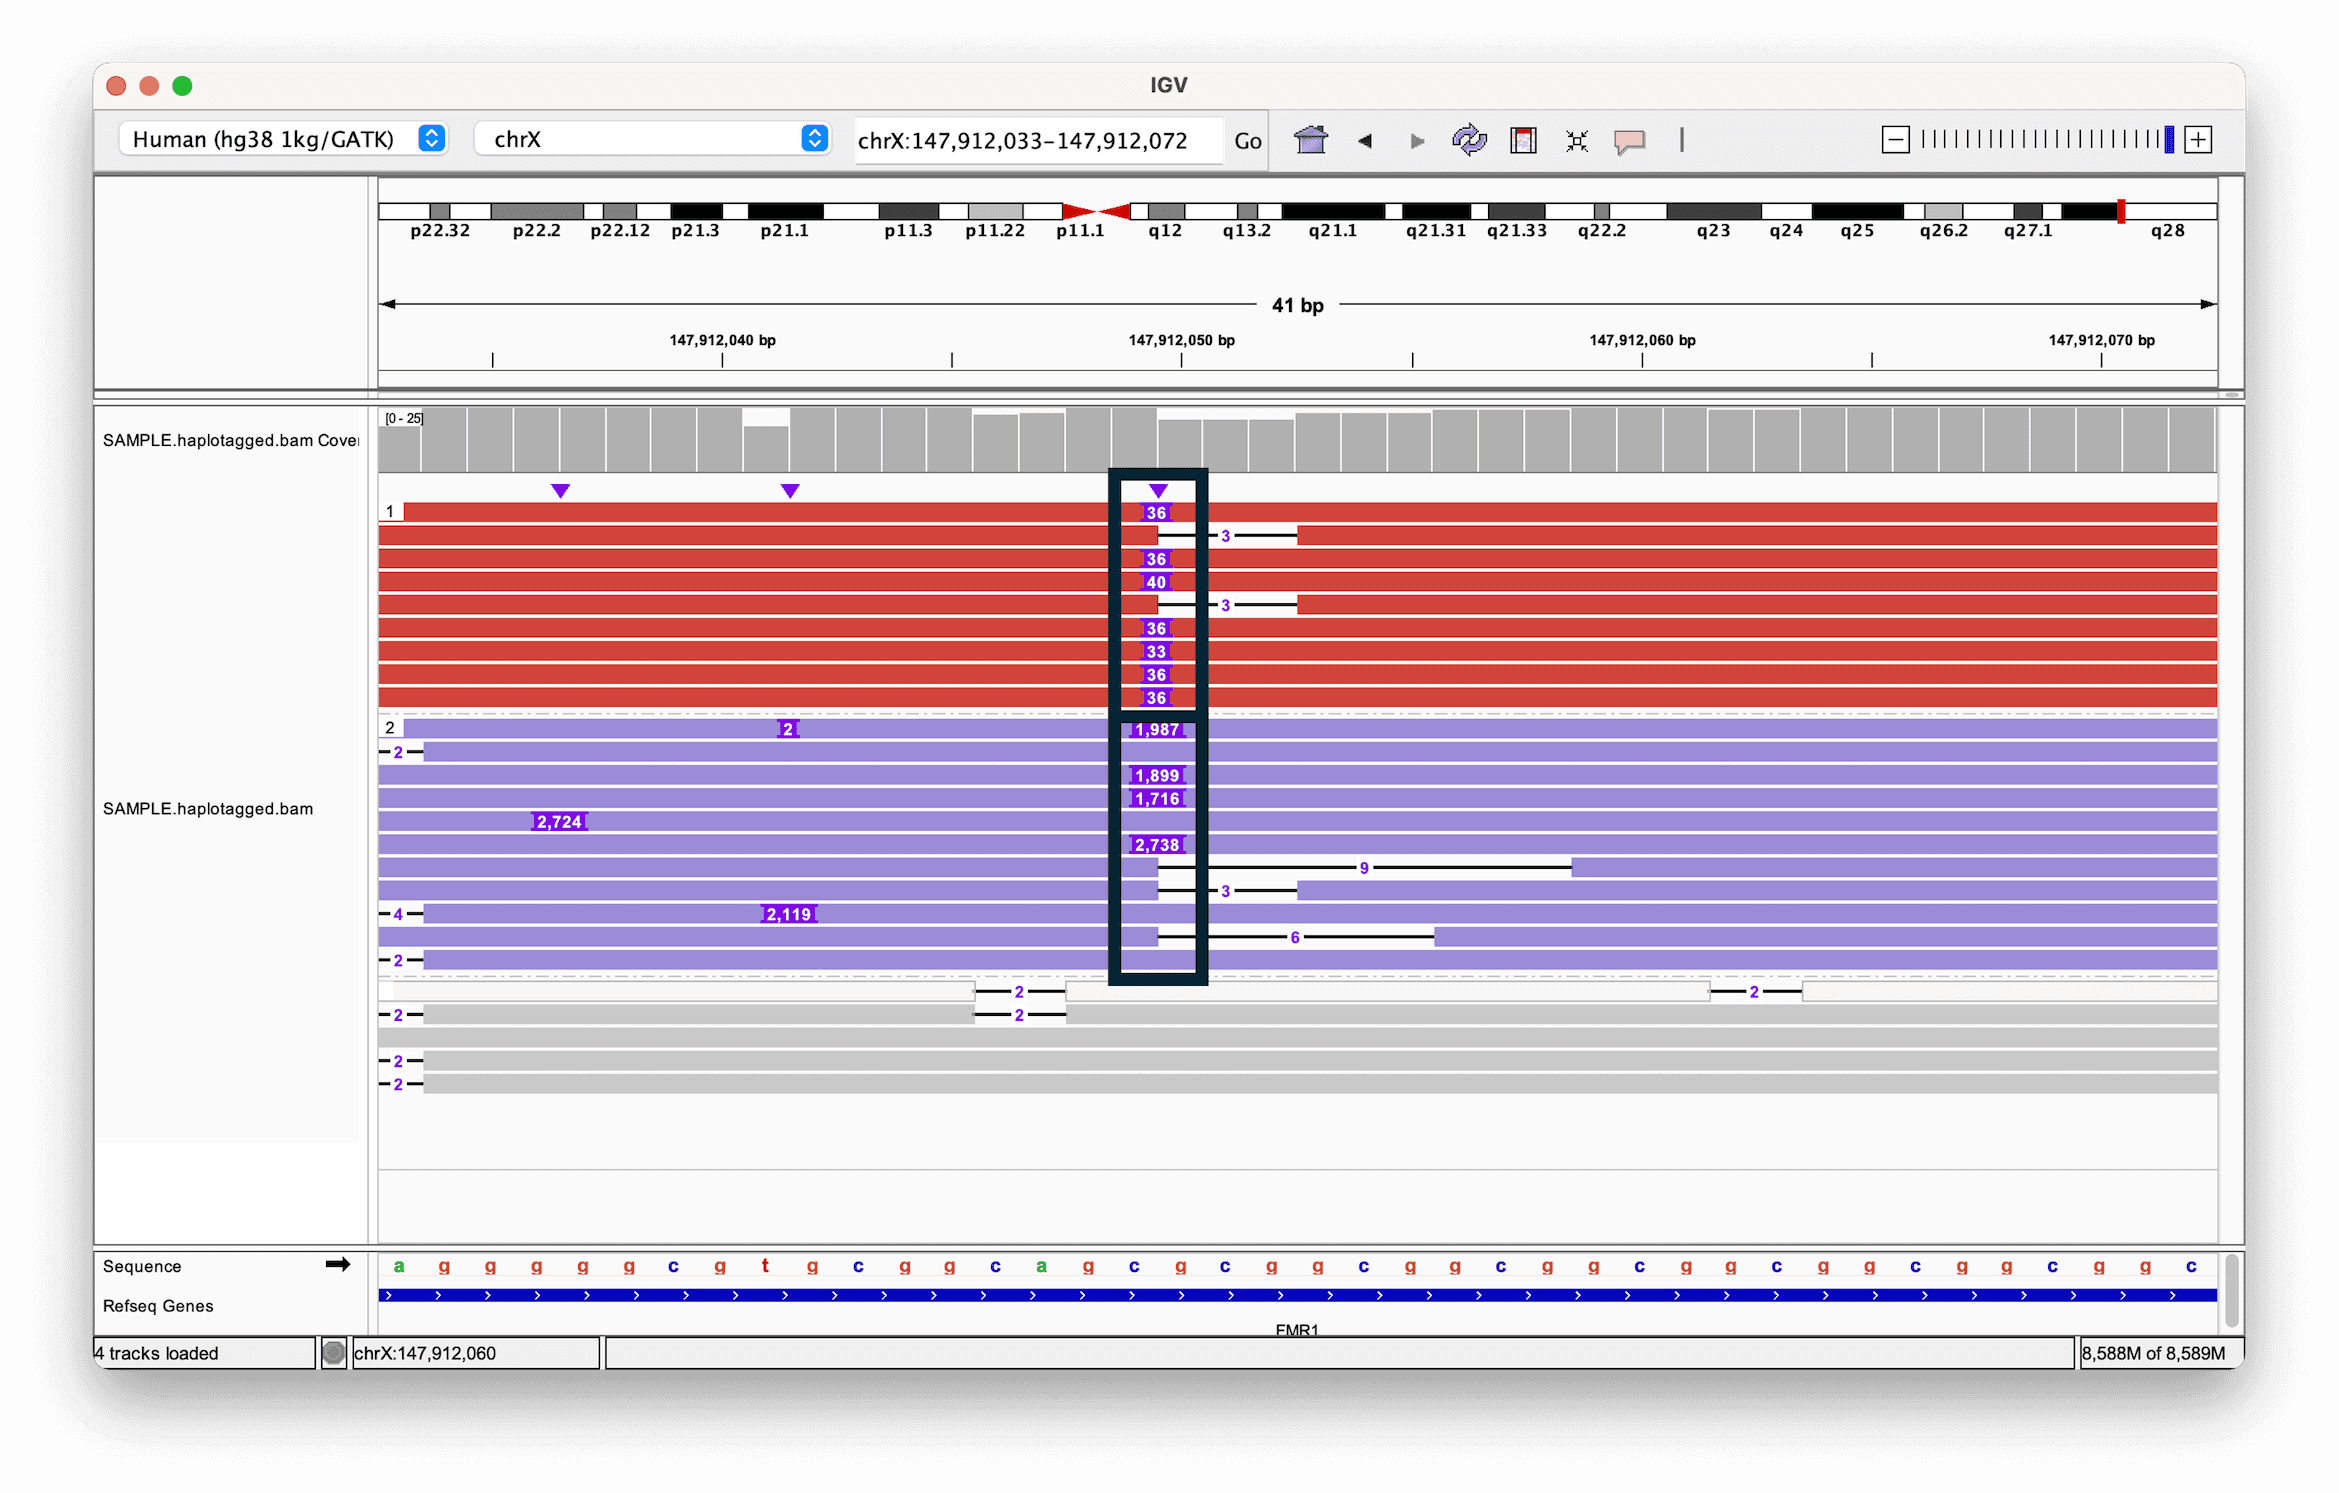 IGV
Human (hg38 1kg/GATK) chrX chrX:147,912,033-147,912,072 Go
p22.32 p22.2 p22.12 p21.3 p21.1 p11.3 p11.22 p11.1 q12 q13.2 q21.1 q21.31 q21.33 q22.2 q23 q24 q25 q26.2 q27.1 q28
41 bp
147,912,040 bp 147,912,050 bp 147,912,060 bp 147,912,070 bp
[0 - 25]
SAMPLE.haplotagged.bam Cover
1 36
3
36
40
3
36
33
36
36
2 2 1,987
2
1,899
1,716
SAMPLE.haplotagged.bam
2,724
2,738
9
3
4 2,119
6
2
2 2
2 2
2
2
Sequence a g g g g g c g t g c g g c a g c g c g g c g g c g g c g g c g g c g g c g g c
Refseq Genes
FMR1
4 tracks loaded chrX:147,912,060 8,588M of 8,589M